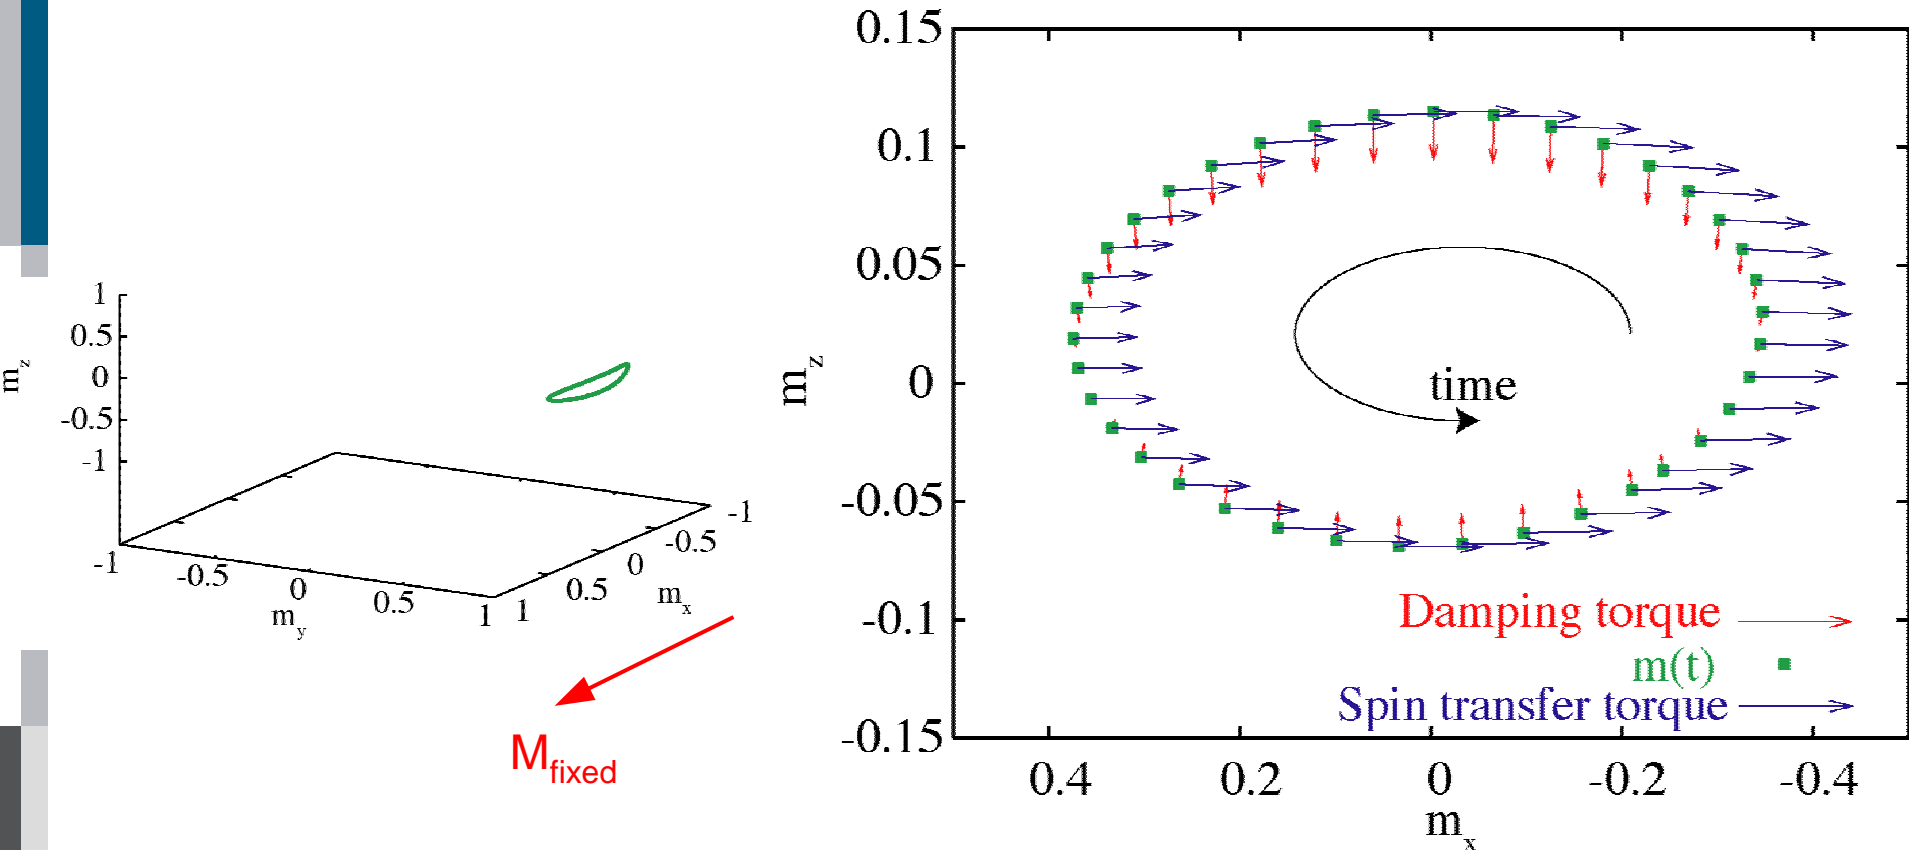 1
0.5
0
-0.5
-1
m_z
-1
-0.5
0
0.5
1
m_y
1
0.5
0
-0.5
-1
m_x
M_fixed
0.15
0.1
0.05
0
-0.05
-0.1
-0.15
m_z
time
Damping torque
m(t)
Spin transfer torque
0.4 0.2 0 -0.2 -0.4
m_x